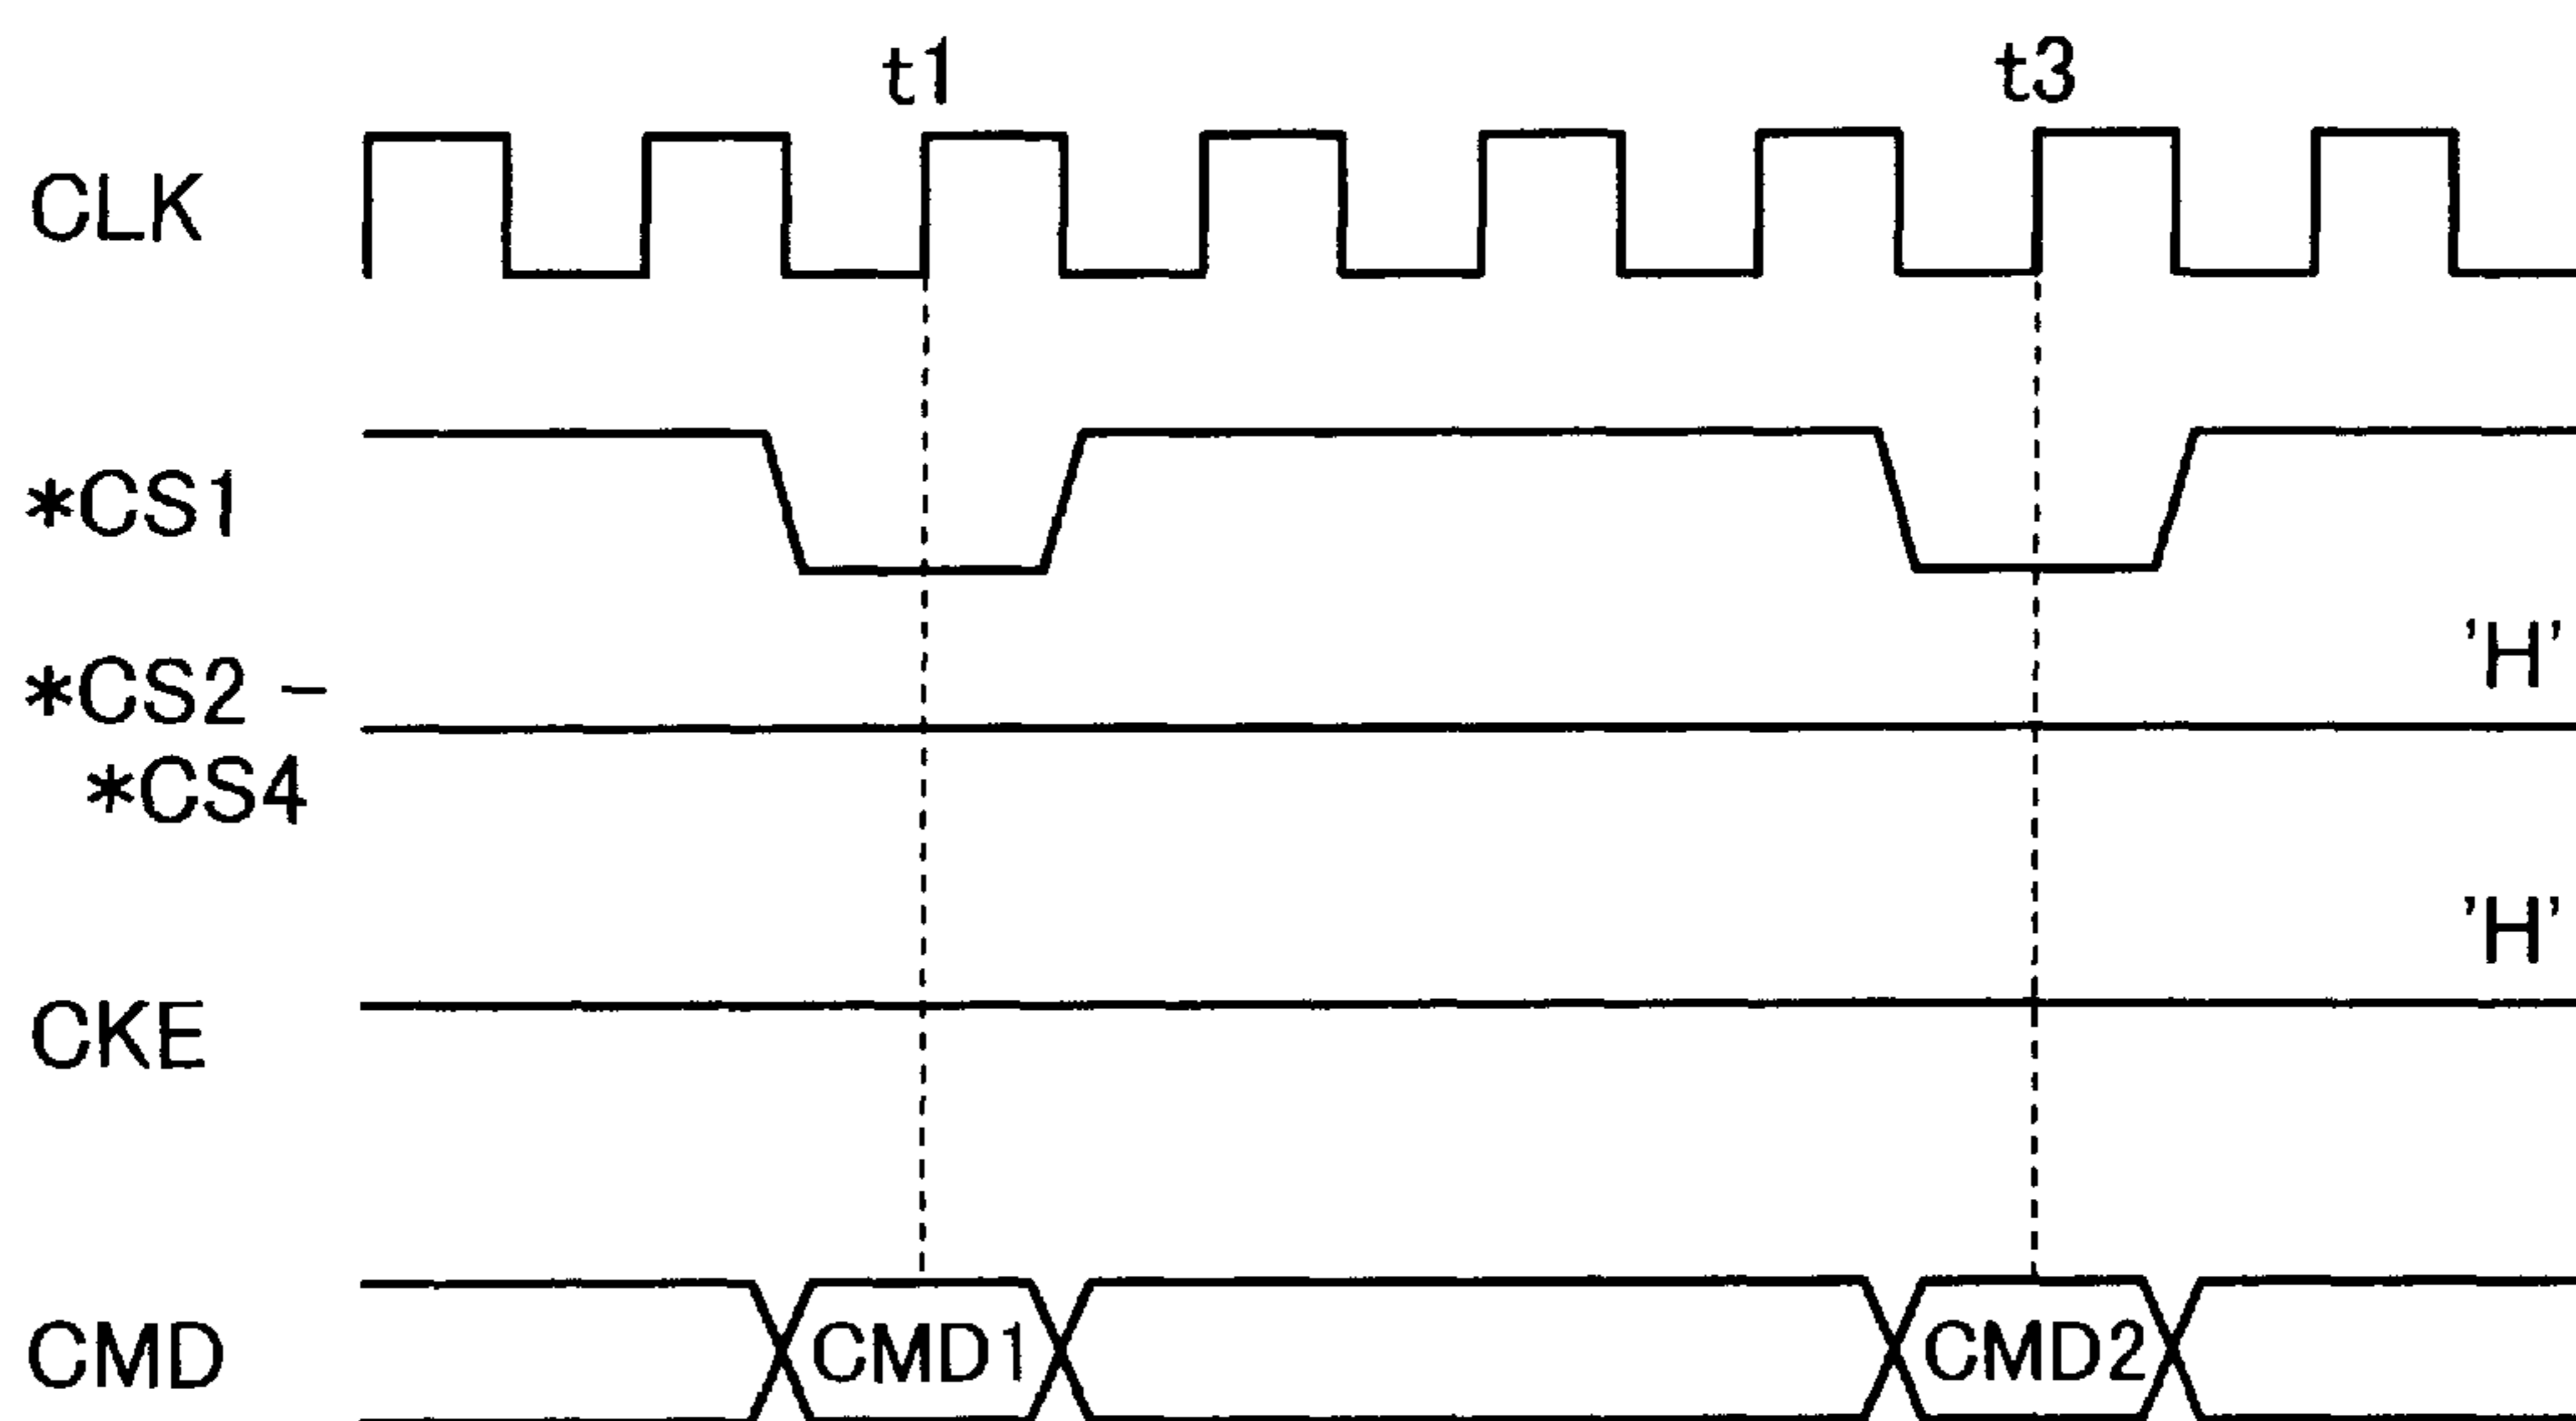 t1 t3
CLK
*CS1
'H'
*CS2 -
*CS4
'H'
CKE
CMD CMD1 CMD2